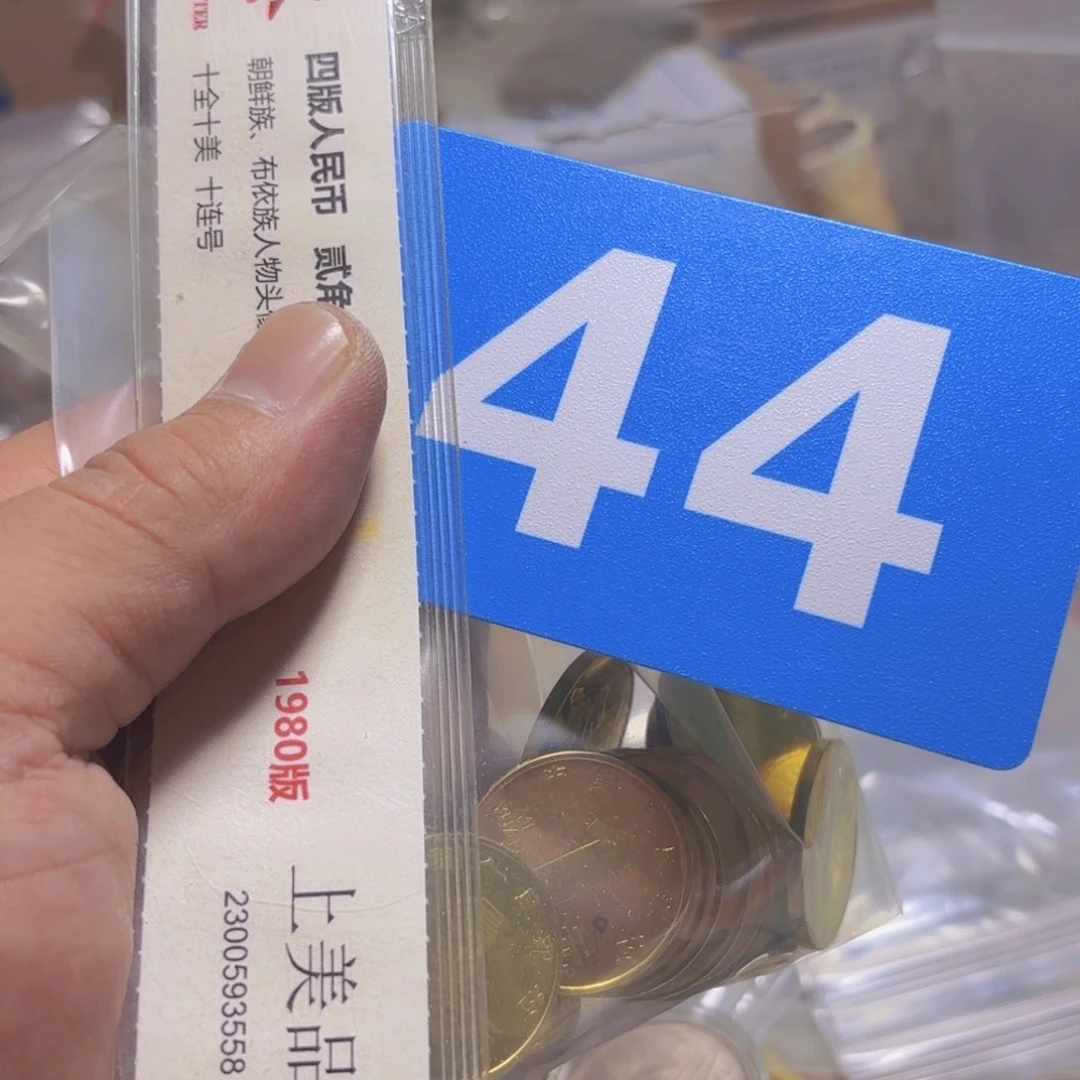 四版人民币 贰角
朝鲜族、布依族人物头
十全十美 十连号
1980版
上美品
2300593558
44